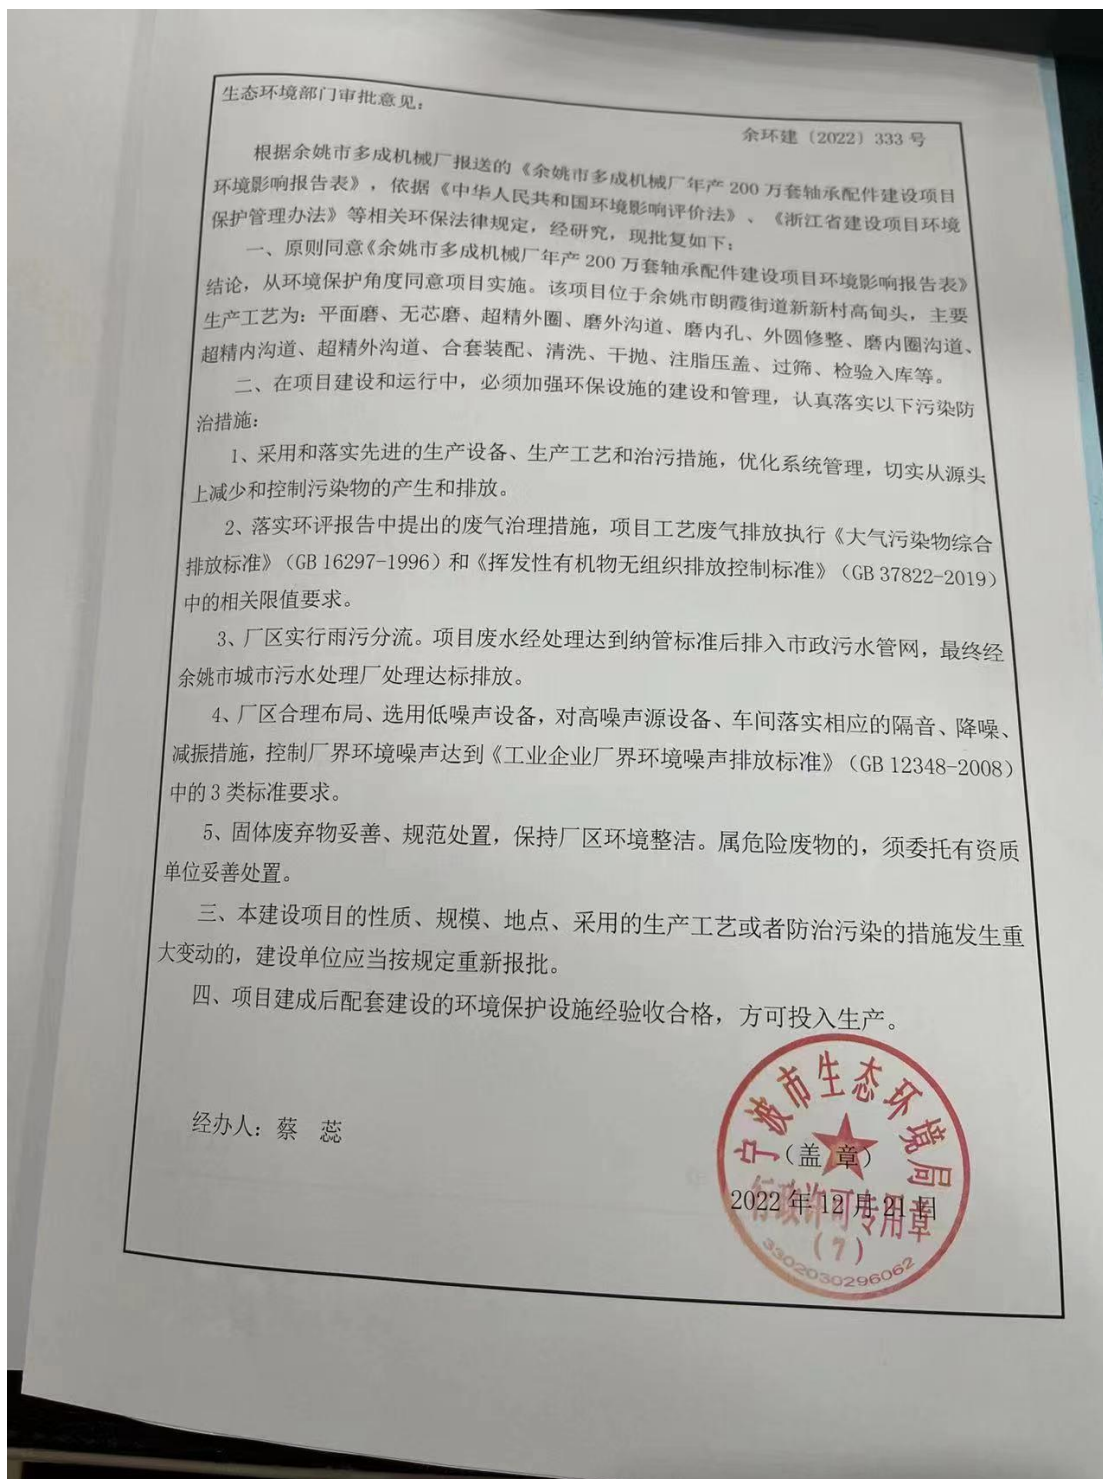 生态环境部门审批意见：
余环建〔2022〕333号
根据余姚市多成机械厂报送的《余姚市多成机械厂年产200万套轴承配件建设项目
环境影响报告表》，依据《中华人民共和国环境影响评价法》、《浙江省建设项目环境
保护管理办法》等相关环保法律规定，经研究，现批复如下：
一、原则同意《余姚市多成机械厂年产200万套轴承配件建设项目环境影响报告表》
结论，从环境保护角度同意项目实施。该项目位于余姚市朗霞街道新新村高甸头，主要
生产工艺为：平面磨、无芯磨、超精外圈、磨外沟道、磨内孔、外圆修整、磨内圈沟道、
超精内沟道、超精外沟道、合套装配、清洗、干抛、注脂压盖、过筛、检验入库等。
二、在项目建设和运行中，必须加强环保设施的建设和管理，认真落实以下污染防
治措施：
1、采用和落实先进的生产设备、生产工艺和治污措施，优化系统管理，切实从源头
上减少和控制污染物的产生和排放。
2、落实环评报告中提出的废气治理措施，项目工艺废气排放执行《大气污染物综合
排放标准》（GB 16297-1996）和《挥发性有机物无组织排放控制标准》（GB 37822-2019）
中的相关限值要求。
3、厂区实行雨污分流。项目废水经处理达到纳管标准后排入市政污水管网，最终经
余姚市城市污水处理厂处理达标排放。
4、厂区合理布局、选用低噪声设备，对高噪声源设备、车间落实相应的隔音、降噪、
减振措施，控制厂界环境噪声达到《工业企业厂界环境噪声排放标准》（GB 12348-2008）
中的3类标准要求。
5、固体废弃物妥善、规范处置，保持厂区环境整洁。属危险废物的，须委托有资质
单位妥善处置。
三、本建设项目的性质、规模、地点、采用的生产工艺或者防治污染的措施发生重
大变动的，建设单位应当按规定重新报批。
四、项目建成后配套建设的环境保护设施经验收合格，方可投入生产。
经办人：蔡 蕊
宁波市生态环境局
（盖 章）
2022年12月21日
行政许可专用章
（7）
3302030296062